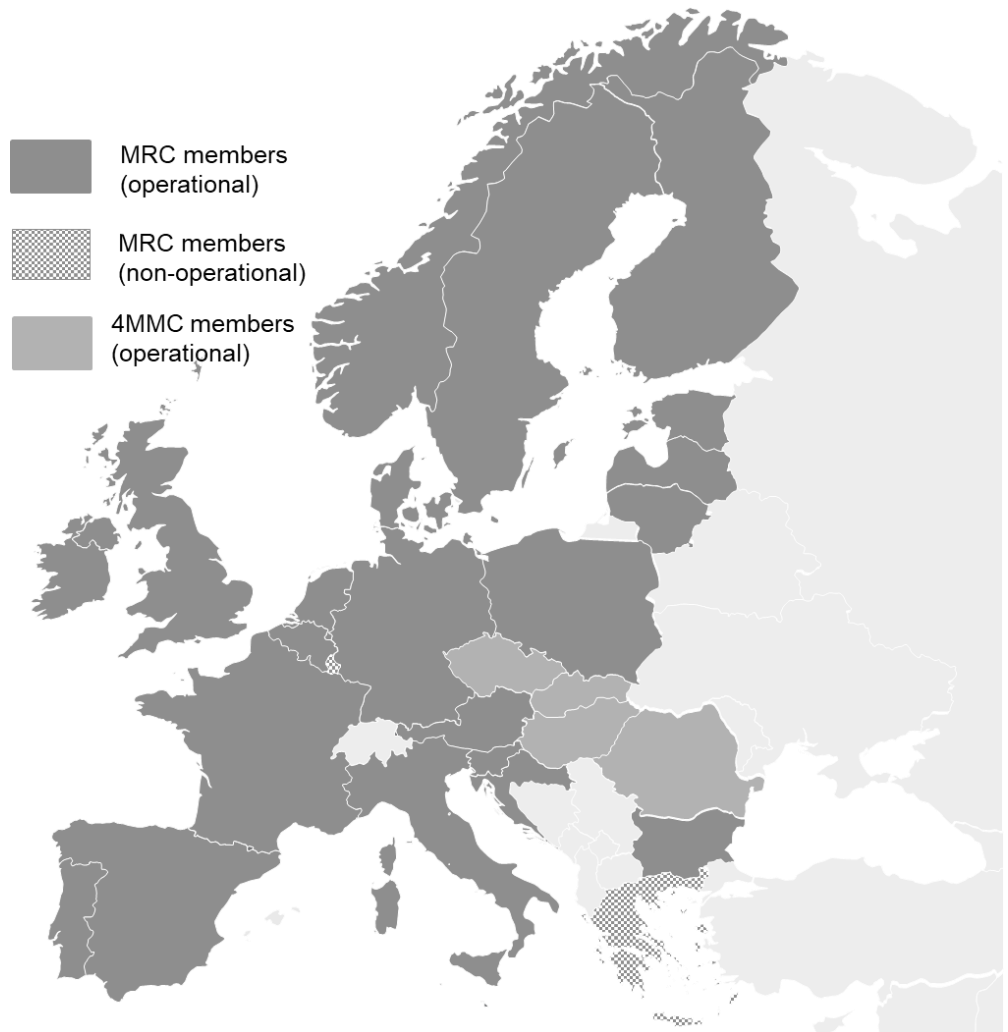 MRC members
(operational)
MRC members
(non-operational)
4MMC members
(operational)